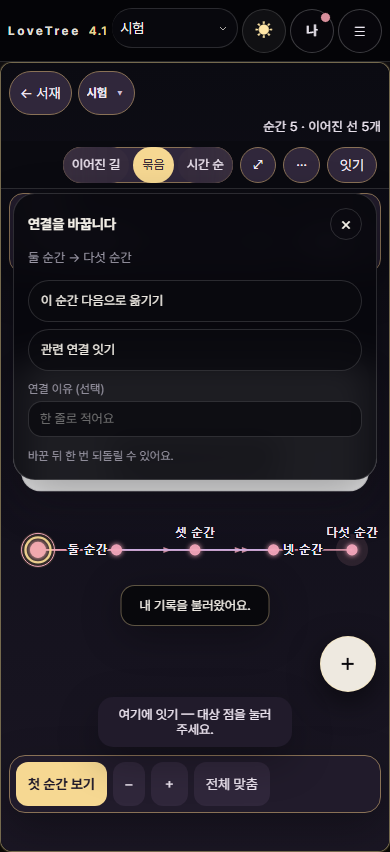 LoveTree 4.1 시험 나 ☰
← 서재 시험 ▼
순간 5 · 이어진 선 5개
이어진 길 묶음 시간 순 ⤢ ··· 잇기
연결을 바꿉니다 ×
둘 순간 → 다섯 순간
이 순간 다음으로 옮기기
관련 연결 잇기
연결 이유 (선택)
한 줄로 적어요
바꾼 뒤 한 번 되돌릴 수 있어요.
셋 순간 다섯 순간
둘-순간 넷-순간
내 기록을 불러왔어요.
+
여기에 잇기 — 대상 점을 눌러
주세요.
첫 순간 보기 − + 전체 맞춤